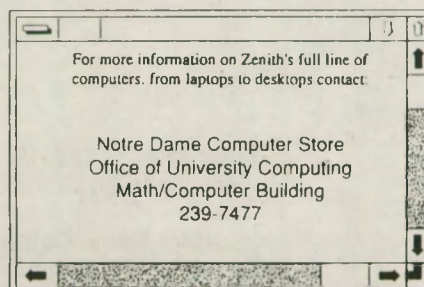 For more information on Zenith's full line of
computers. from laptops to desktops contact:
Notre Dame Computer Store
Office of University Computing
Math/Computer Building
239-7477